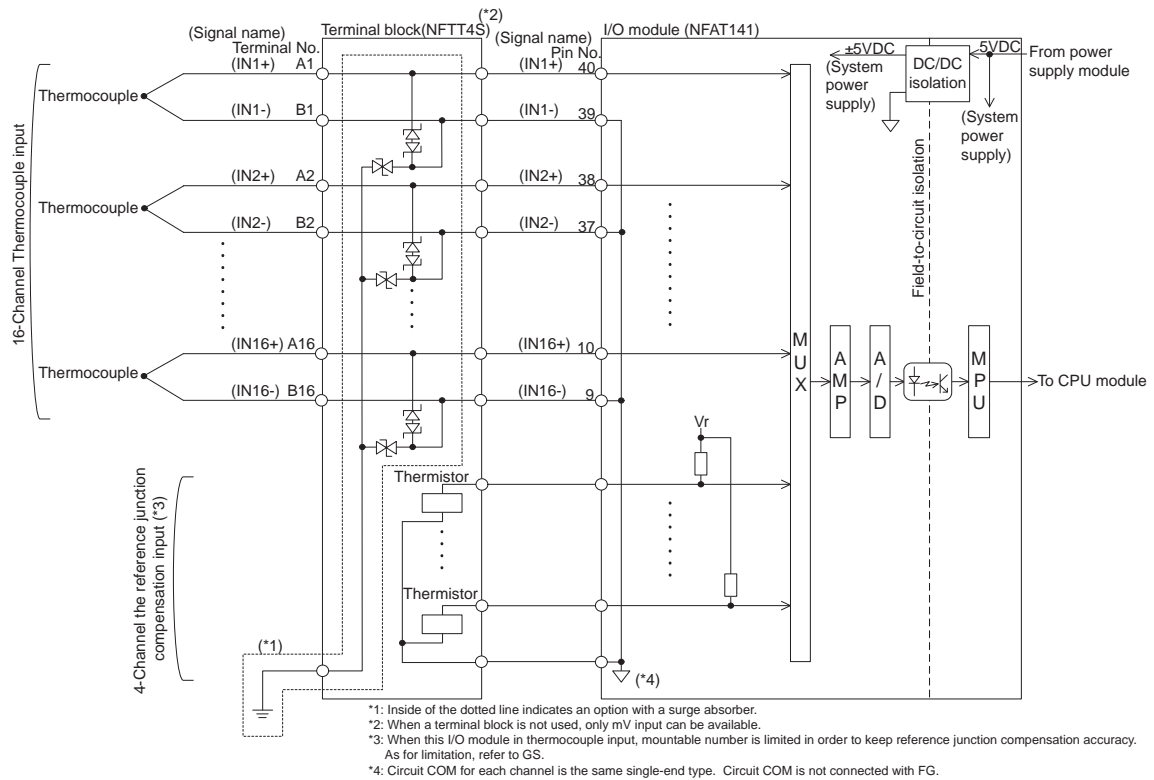 (*2)
(Signal name)
Terminal No.
Terminal block(NFTT4S)
(Signal name)
Pin No.
I/O module (NFAT141)
±5VDC
(System
power
supply)
DC/DC
isolation
5VDC
From power
supply module
(System
power
supply)
16-Channel Thermocouple input
Thermocouple
(IN1+) A1
(IN1+) 40
(IN1-) B1
(IN1-) 39
Thermocouple
(IN2+) A2
(IN2+) 38
(IN2-) B2
(IN2-) 37
Field-to-circuit isolation
Thermocouple
(IN16+) A16
(IN16+) 10
(IN16-) B16
(IN16-) 9
MUX
AMP
A/D
MPU
To CPU module
Vr
4-Channel the reference junction
compensation input (*3)
Thermistor
Thermistor
(*1)
(*4)
*1: Inside of the dotted line indicates an option with a surge absorber.
*2: When a terminal block is not used, only mV input can be available.
*3: When this I/O module in thermocouple input, mountable number is limited in order to keep reference junction compensation accuracy.
As for limitation, refer to GS.
*4: Circuit COM for each channel is the same single-end type. Circuit COM is not connected with FG.